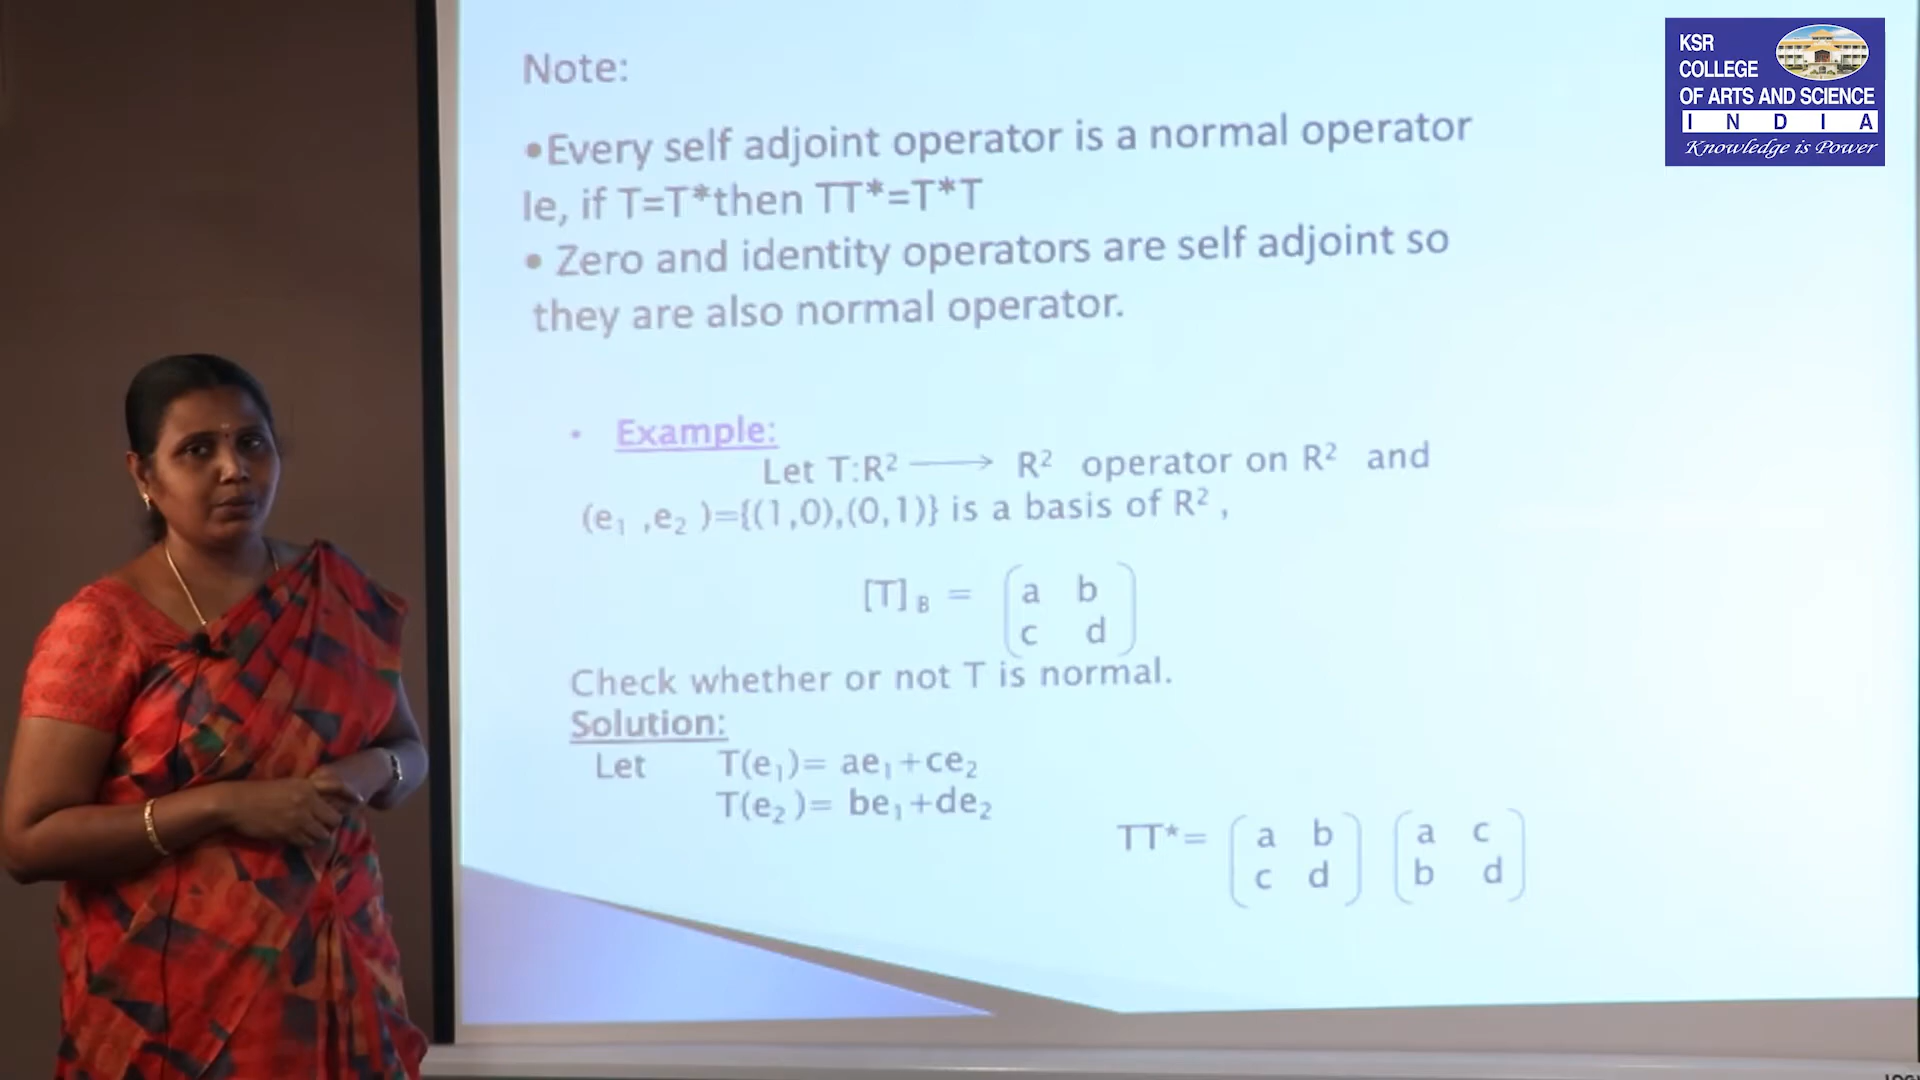 KSR
COLLEGE
OF ARTS AND SCIENCE
I N D I A
Knowledge is Power
Note:
•Every self adjoint operator is a normal operator
Ie, if T=T*then TT*=T*T
• Zero and identity operators are self adjoint so
they are also normal operator.
• Example:
Let T:R² ⟶ R² operator on R² and
(e₁ ,e₂ )={(1,0),(0,1)} is a basis of R² ,
[T] B = ( a b
c d )
Check whether or not T is normal.
Solution:
Let T(e₁)= ae₁+ce₂
T(e₂ )= be₁+de₂
TT*= ( a b ) ( a c )
( c d ) ( b d )